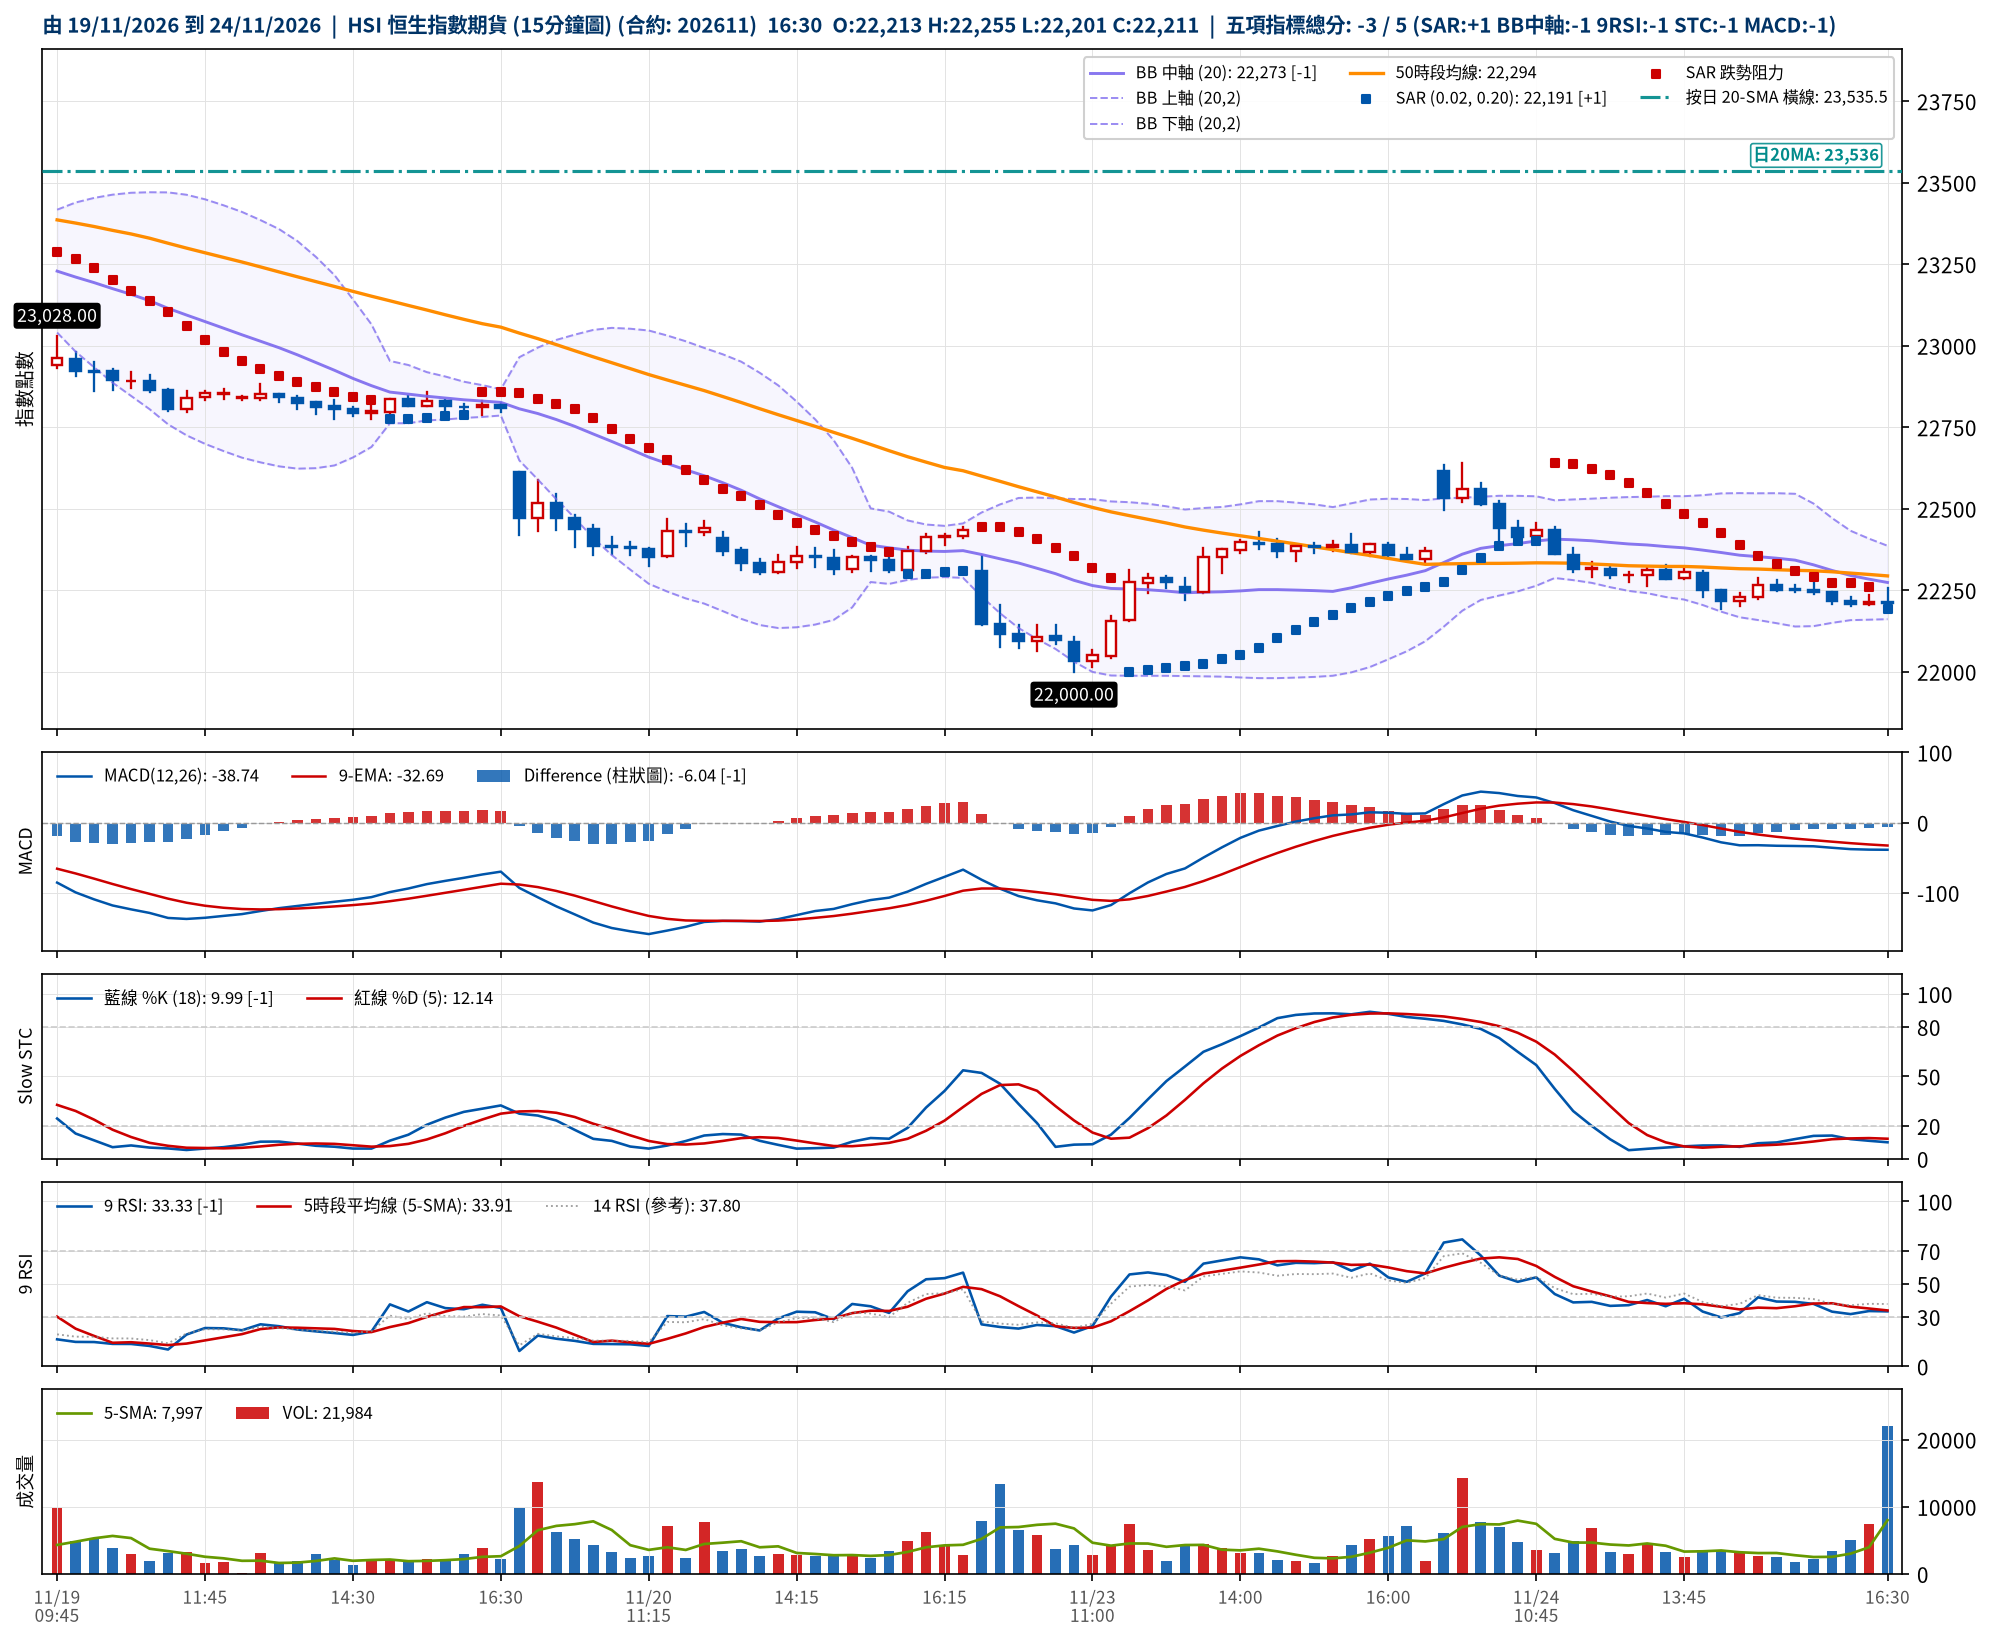 由 19/11/2026 到 24/11/2026 | HSI 恒生指數期貨 (15分鐘圖) (合約: 202611) 16:30 O:22,213 H:22,255 L:22,201 C:22,211 | 五項指標總分: -3 / 5 (SAR:+1 BB中軸:-1 9RSI:-1 STC:-1 MACD:-1)
BB 中軸 (20): 22,273 [-1]
BB 上軸 (20,2)
BB 下軸 (20,2)
50時段均線: 22,294
SAR (0.02, 0.20): 22,191 [+1]
SAR 跌勢阻力
按日 20-SMA 橫線: 23,535.5
日20MA: 23,536
23,028.00
22,000.00
指數點數
23750
23500
23250
23000
22750
22500
22250
22000
MACD(12,26): -38.74
9-EMA: -32.69
Difference (柱狀圖): -6.04 [-1]
MACD
100
0
-100
藍線 %K (18): 9.99 [-1]
紅線 %D (5): 12.14
Slow STC
100
80
50
20
0
9 RSI: 33.33 [-1]
5時段平均線 (5-SMA): 33.91
14 RSI (參考): 37.80
9 RSI
100
70
50
30
0
5-SMA: 7,997
VOL: 21,984
成交量
20000
10000
0
11/19
09:45
11:45
14:30
16:30
11/20
11:15
14:15
16:15
11/23
11:00
14:00
16:00
11/24
10:45
13:45
16:30